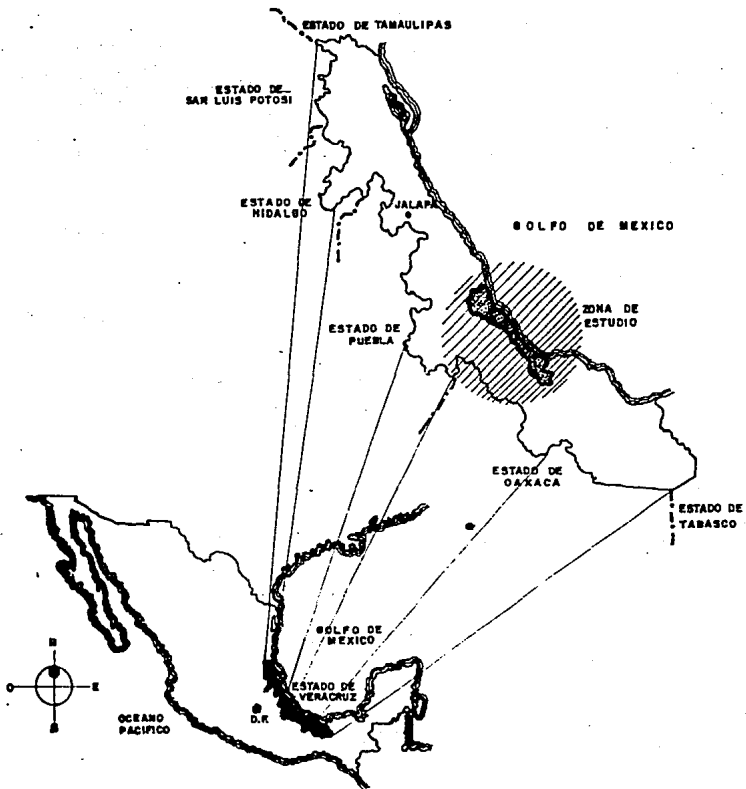 ESTADO DE TAMAULIPAS
ESTADO DE
SAN LUIS POTOSI
ESTADO DE
HIDALGO
JALAPA
GOLFO DE MEXICO
ZONA DE
ESTUDIO
ESTADO DE
PUEBLA
ESTADO DE
OAXACA
ESTADO DE
TABASCO
GOLFO DE
MEXICO
N
O
E
S
ESTADO DE
VERACRUZ
D.F.
OCEANO
PACIFICO